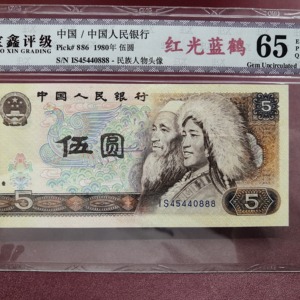 宝鑫评级
BAO XIN GRADING
中国 / 中国人民银行
Pick# 886 1980年 伍圆
S/N IS45440888 - 民族人物头像
红光蓝鹤
65
E
P
Q
Gem Uncirculated
中国人民银行
5
伍圆
IS45440888
5
5